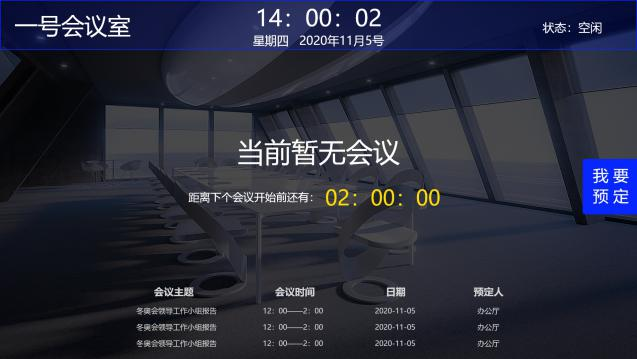 一号会议室
14：00：02
星期四 2020年11月5号
状态：空闲
当前暂无会议
距离下个会议开始前还有： 02：00：00
我要
预定
会议主题 会议时间 日期 预定人
冬奥会领导工作小组报告 12：00——2：00 2020-11-05 办公厅
冬奥会领导工作小组报告 12：00——2：00 2020-11-05 办公厅
冬奥会领导工作小组报告 12：00——2：00 2020-11-05 办公厅